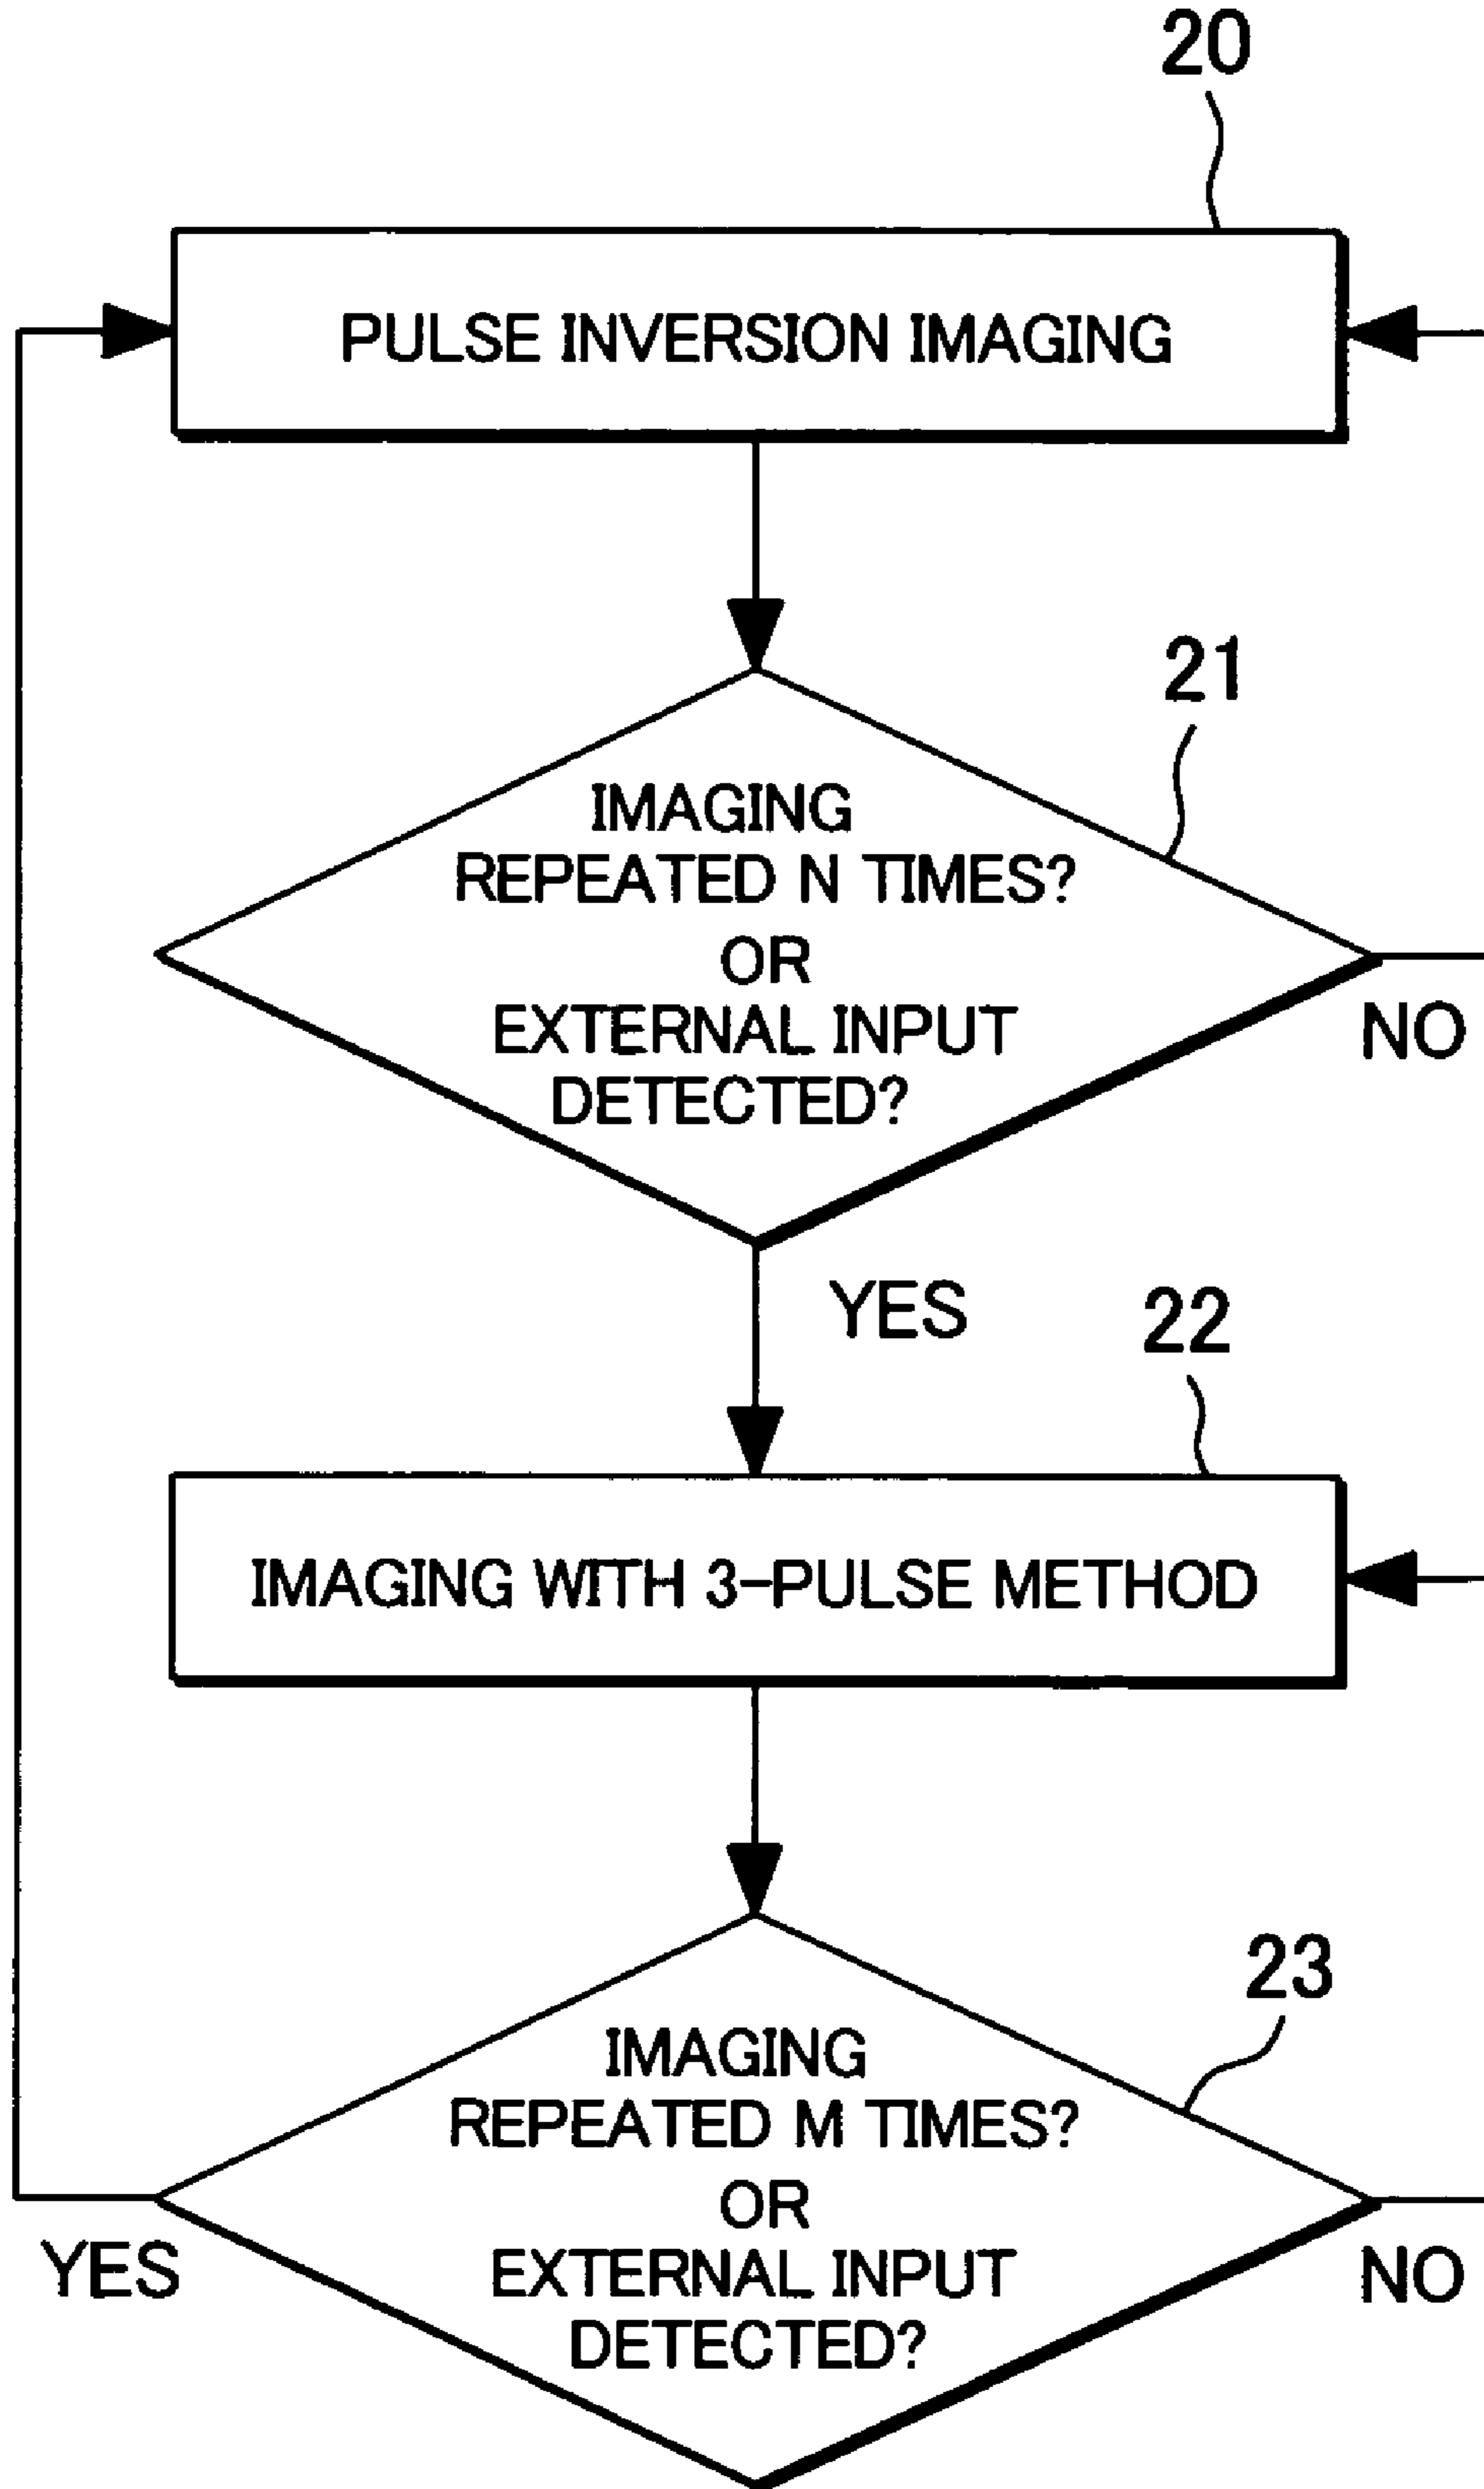 20
PULSE INVERSION IMAGING
21
IMAGING
REPEATED N TIMES?
OR
EXTERNAL INPUT
DETECTED?
NO
YES
22
IMAGING WITH 3-PULSE METHOD
23
IMAGING
REPEATED M TIMES?
OR
EXTERNAL INPUT
DETECTED?
YES
NO